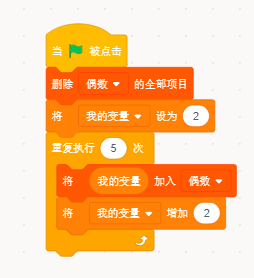 当 被点击
删除 偶数 的全部项目
将 我的变量 设为 2
重复执行 5 次
将 我的变量 加入 偶数
将 我的变量 增加 2